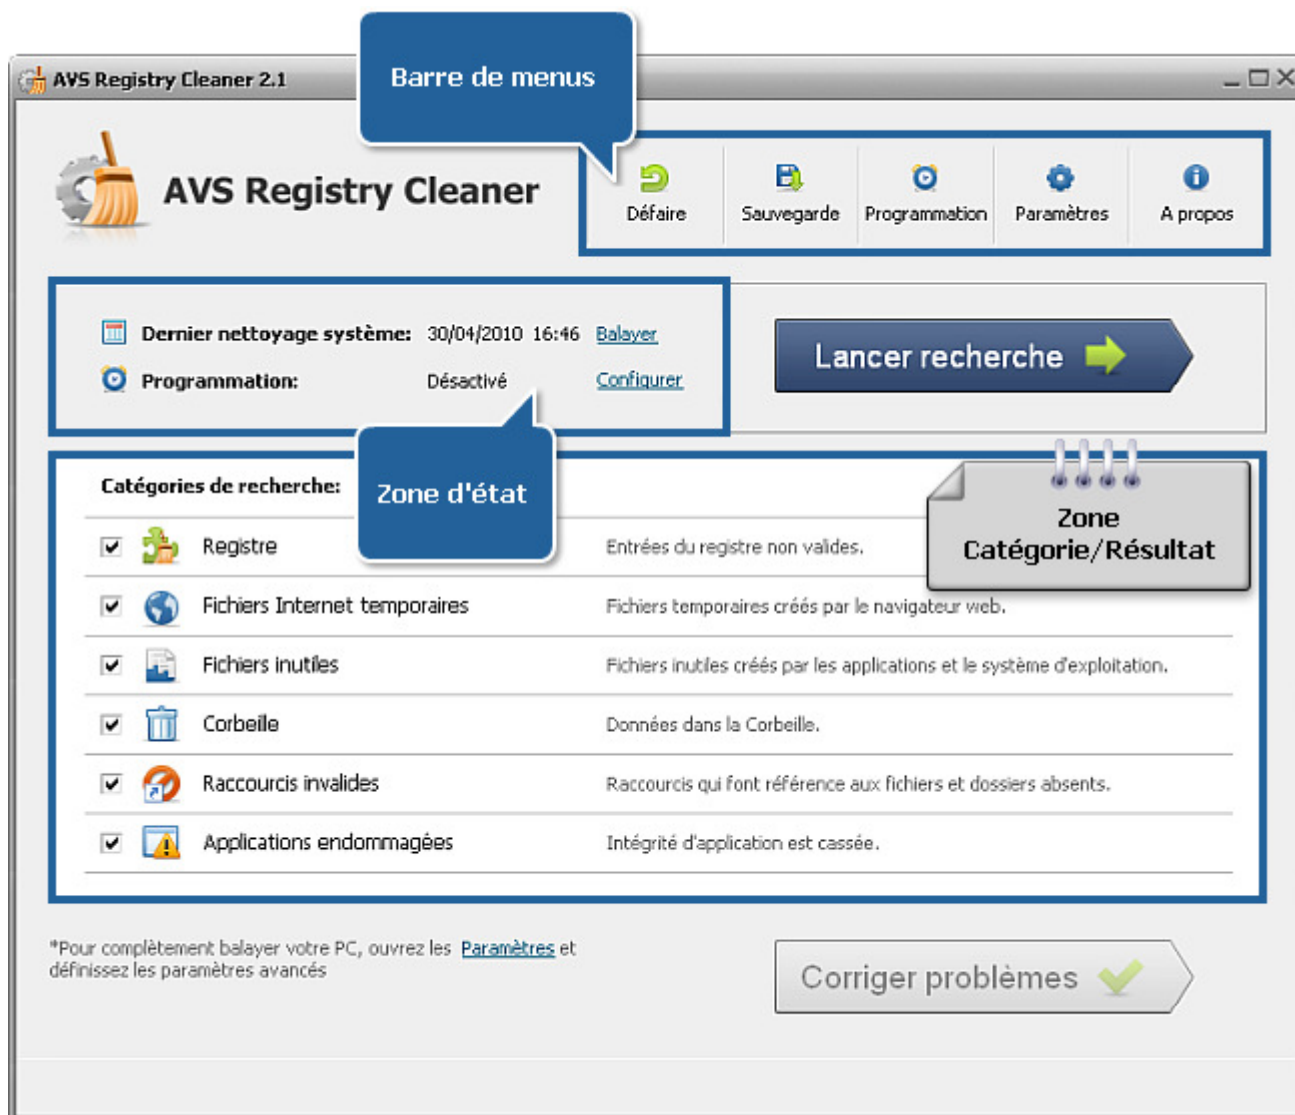 Barre de menus
AVS Registry Cleaner 2.1
AVS Registry Cleaner
Défaire Sauvegarde Programmation Paramètres A propos
Dernier nettoyage système: 30/04/2010 16:46 Balayer
Programmation: Désactivé Configurer
Lancer recherche
Zone d'état
Catégories de recherche:
Zone
Catégorie/Résultat
Registre Entrées du registre non valides.
Fichiers Internet temporaires Fichiers temporaires créés par le navigateur web.
Fichiers inutiles Fichiers inutiles créés par les applications et le système d'exploitation.
Corbeille Données dans la Corbeille.
Raccourcis invalides Raccourcis qui font référence aux fichiers et dossiers absents.
Applications endommagées Intégrité d'application est cassée.
*Pour complètement balayer votre PC, ouvrez les Paramètres et
définissez les paramètres avancés
Corriger problèmes